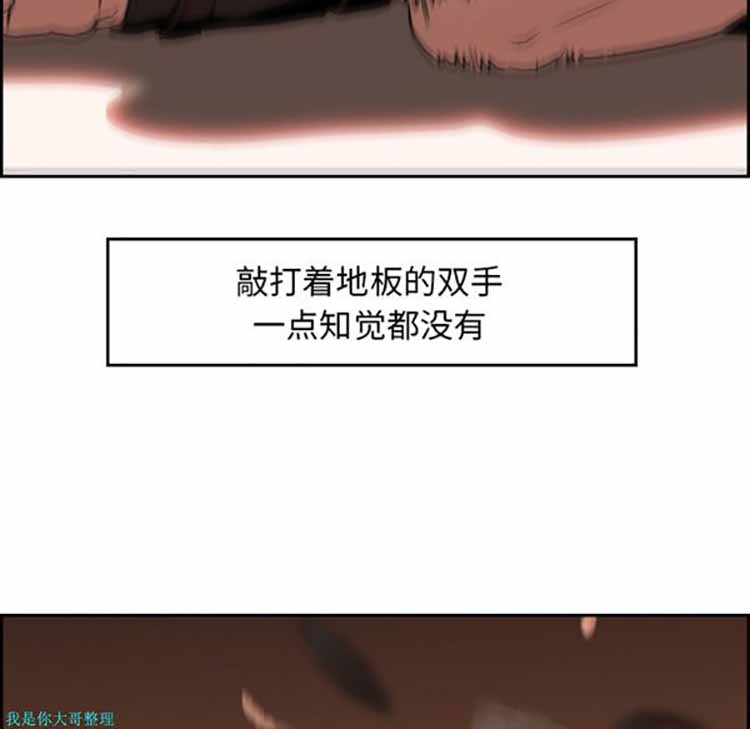 敲打着地板的双手
一点知觉都没有
我是你大哥整理